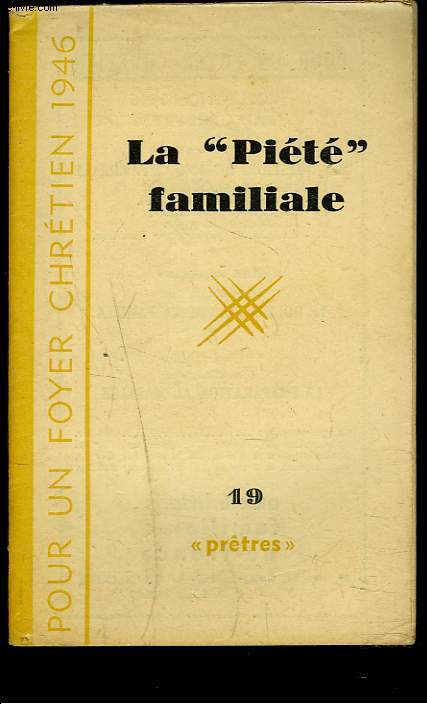 POUR UN FOYER CHRÉTIEN 1946
La “Piété”
familiale
19
« prêtres »